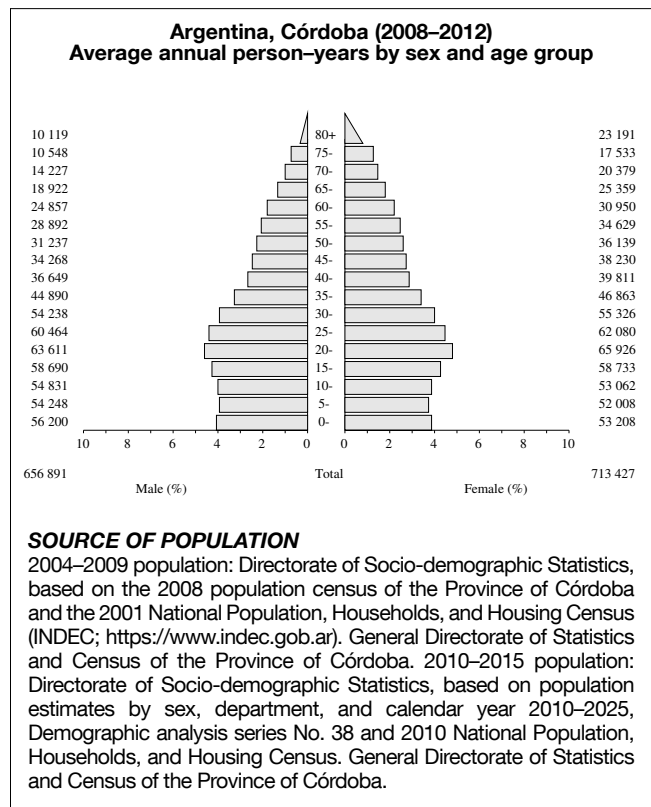 Argentina, Córdoba (2008–2012)
Average annual person–years by sex and age group
10 119 80+ 23 191
10 548 75- 17 533
14 227 70- 20 379
18 922 65- 25 359
24 857 60- 30 950
28 892 55- 34 629
31 237 50- 36 139
34 268 45- 38 230
36 649 40- 39 811
44 890 35- 46 863
54 238 30- 55 326
60 464 25- 62 080
63 611 20- 65 926
58 690 15- 58 733
54 831 10- 53 062
54 248 5- 52 008
56 200 0- 53 208
10 8 6 4 2 0 0 2 4 6 8 10
656 891 Total 713 427
Male (%) Female (%)
SOURCE OF POPULATION
2004–2009 population: Directorate of Socio-demographic Statistics,
based on the 2008 population census of the Province of Córdoba
and the 2001 National Population, Households, and Housing Census
(INDEC; https://www.indec.gob.ar). General Directorate of Statistics
and Census of the Province of Córdoba. 2010–2015 population:
Directorate of Socio-demographic Statistics, based on population
estimates by sex, department, and calendar year 2010–2025,
Demographic analysis series No. 38 and 2010 National Population,
Households, and Housing Census. General Directorate of Statistics
and Census of the Province of Córdoba.